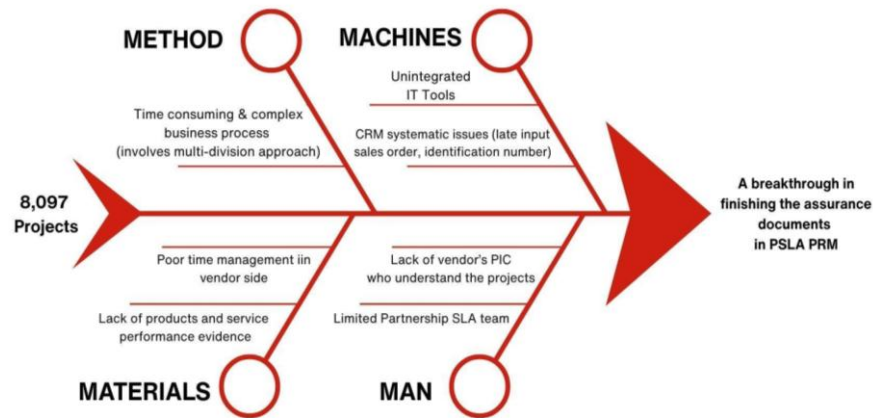 METHOD
MACHINES
Unintegrated
IT Tools
Time consuming & complex
business process
(involves multi-division approach)
CRM systematic issues (late input
sales order, identification number)
8,097
Projects
A breakthrough in
finishing the assurance
documents
in PSLA PRM
Poor time management iin
vendor side
Lack of vendor's PIC
who understand the projects
Lack of products and service
performance evidence
Limited Partnership SLA team
MATERIALS
MAN